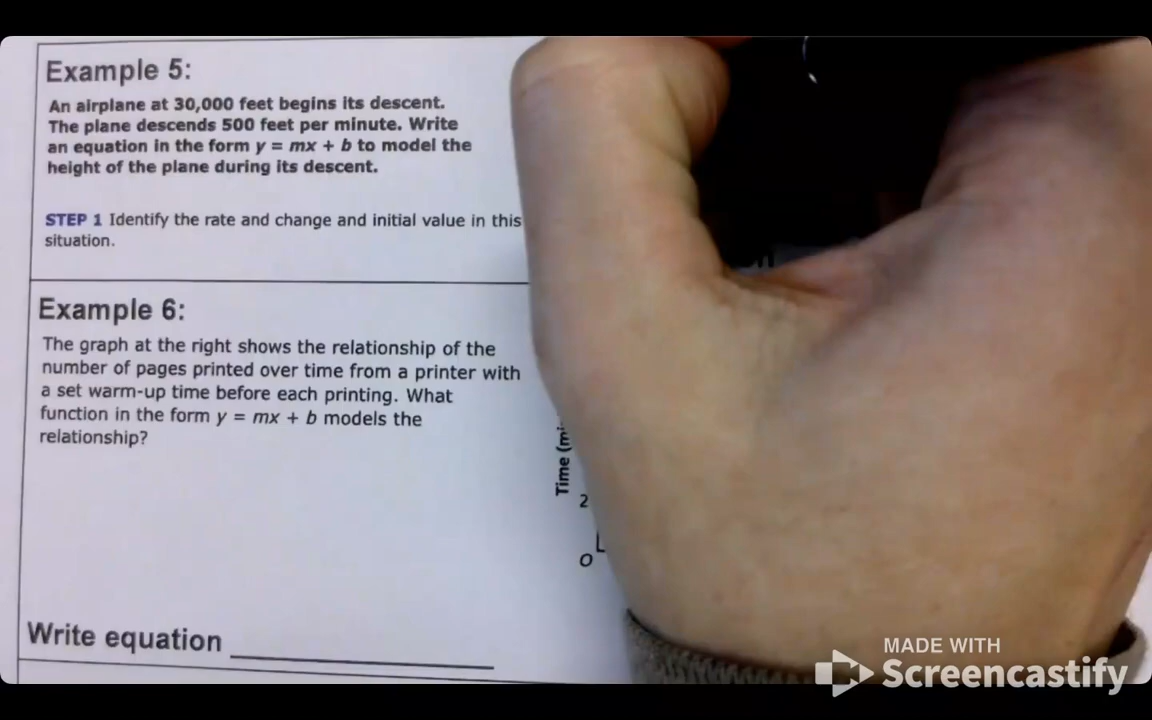 Example 5:
An airplane at 30,000 feet begins its descent.
The plane descends 500 feet per minute. Write
an equation in the form y = mx + b to model the
height of the plane during its descent.
STEP 1 Identify the rate and change and initial value in this
situation.
Example 6:
The graph at the right shows the relationship of the
number of pages printed over time from a printer with
a set warm-up time before each printing. What
function in the form y = mx + b models the
relationship?
Time
2
O
Write equation
MADE WITH
Screencastify